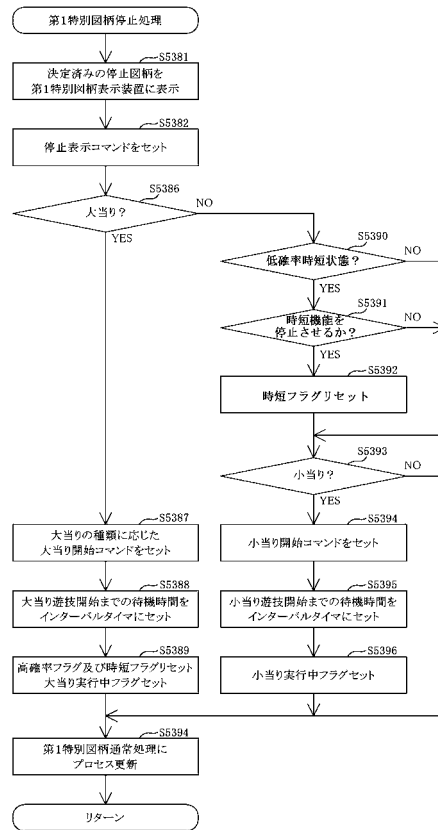 第1特別図柄停止処理
S5381
決定済みの停止図柄を
第1特別図柄表示装置に表示
S5382
停止表示コマンドをセット
S5386
大当り？
NO
YES
S5390
低確率時短状態？
NO
YES
S5391
時短機能を
停止させるか？
NO
YES
S5392
時短フラグリセット
S5393
小当り？
NO
YES
S5387
大当りの種類に応じた
大当り開始コマンドをセット
S5394
小当り開始コマンドをセット
S5388
大当り遊技開始までの待機時間を
インターバルタイマにセット
S5395
小当り遊技開始までの待機時間を
インターバルタイマにセット
S5389
高確率フラグ及び時短フラグリセット
大当り実行中フラグセット
S5396
小当り実行中フラグセット
S5394
第1特別図柄通常処理に
プロセス更新
リターン